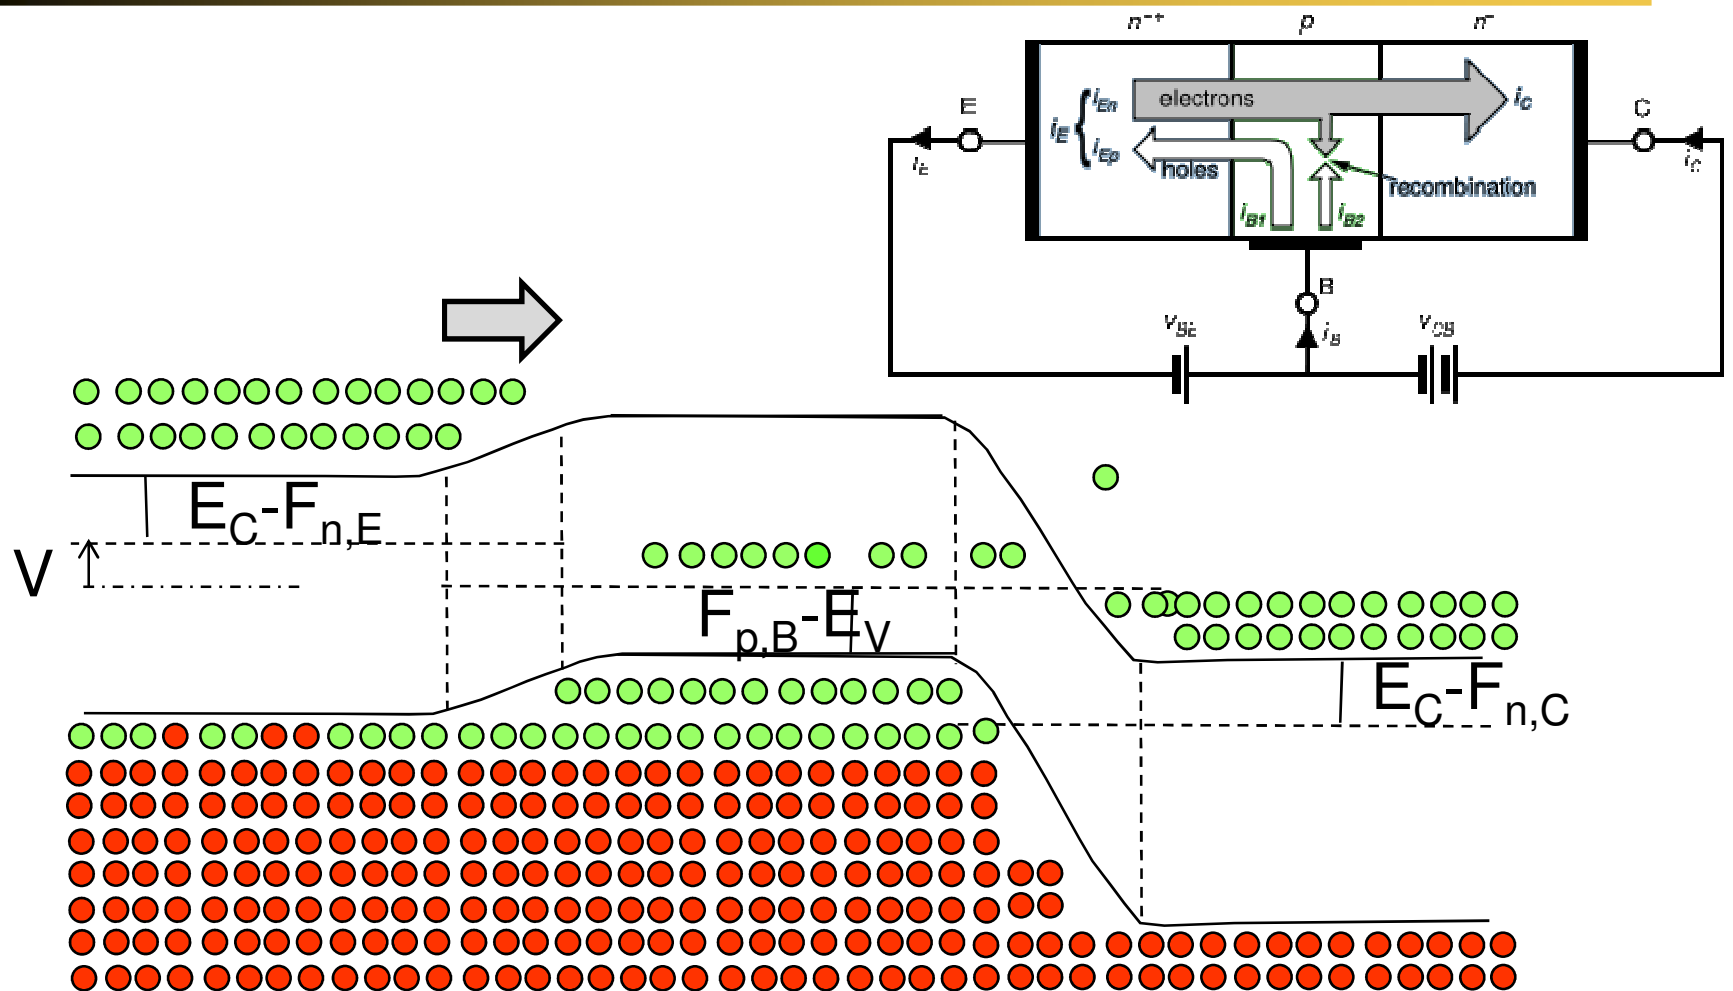 n⁺⁺ p n⁻
electrons
i_C
i_E { i_En
i_Ep
holes
recombination
i_B1 i_B2
E
C
i_E
i_C
B
i_B
v_BE v_CB
E_C-F_n,E
V
F_p,B-E_V
E_C-F_n,C